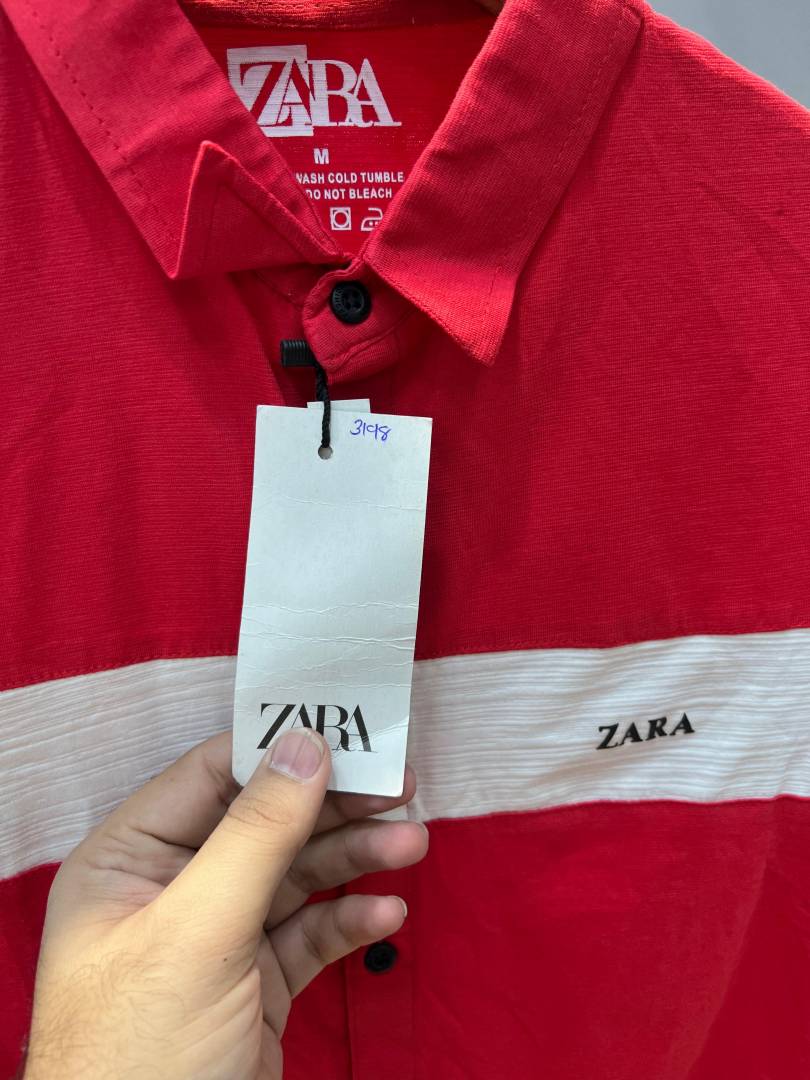 ZARA
M
WASH COLD TUMBLE
DO NOT BLEACH
3198
ZARA
ZARA